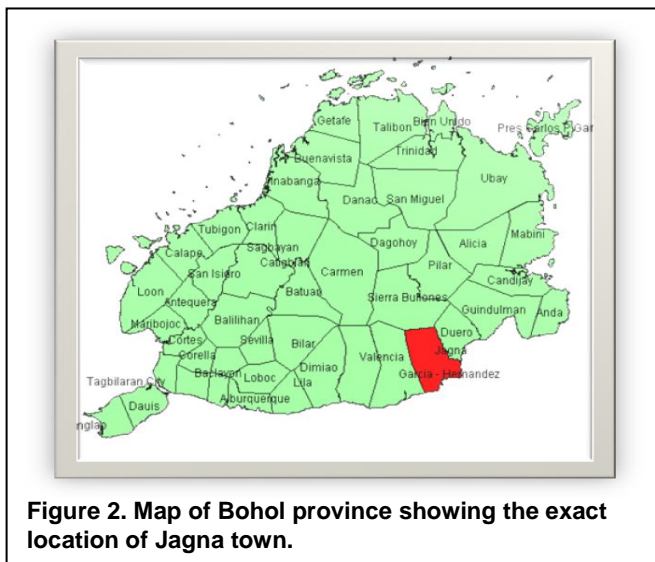 Getafe
Talibon
Bien Unido
Pres Carlos P. Gar
Trinidad
Buenavista
Inabanga
Ubay
Danao
San Miguel
Tubigon
Clarin
Sagbayan
Dagohoy
Alicia
Mabini
Calape
Catigbian
San Isidro
Carmen
Pilar
Candijay
Loon
Antequera
Batuan
Sierra Bullones
Guindulman
Anda
Maribojoc
Balilihan
Duero
Cortes
Sevilla
Bilar
Valencia
Jagna
Corella
Baclayon
Loboc
Dimiao
Garcia - Hernandez
Tagbilaran City
Lila
Alburquerque
Dauis
nglao
Figure 2. Map of Bohol province showing the exact
location of Jagna town.